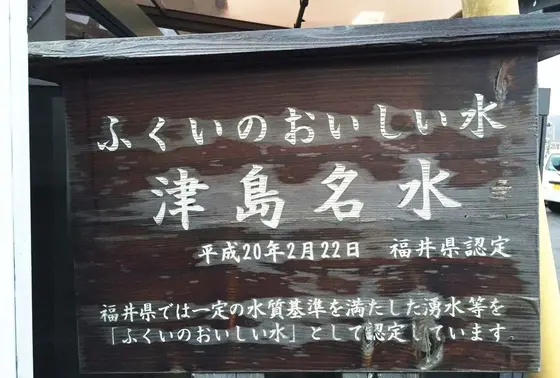 ふくいのおいしい水
津島名水
平成20年2月22日　福井県認定
福井県では一定の水質基準を満たした湧水等を
「ふくいのおいしい水」として認定しています